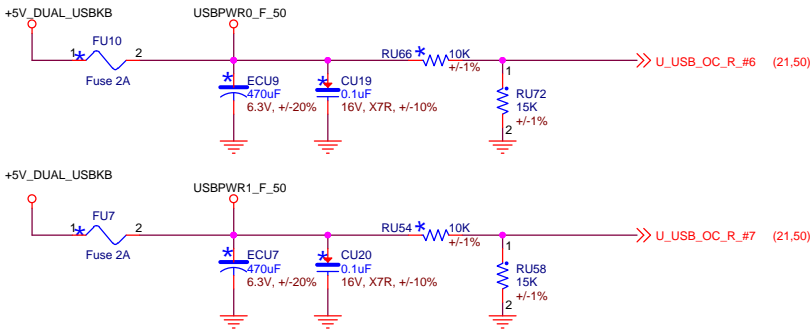 +5V_DUAL_USBKB
USBPWR0_F_50
FU10
1 * 2
Fuse 2A
RU66 * 10K
+/-1%
U_USB_OC_R_#6 (21,50)
* ECU9
470uF
6.3V, +/-20%
* CU19
0.1uF
16V, X7R, +/-10%
1
RU72
15K
+/-1%
2
+5V_DUAL_USBKB
USBPWR1_F_50
FU7
1 * 2
Fuse 2A
RU54 * 10K
+/-1%
U_USB_OC_R_#7 (21,50)
* ECU7
470uF
6.3V, +/-20%
* CU20
0.1uF
16V, X7R, +/-10%
1
RU58
15K
+/-1%
2